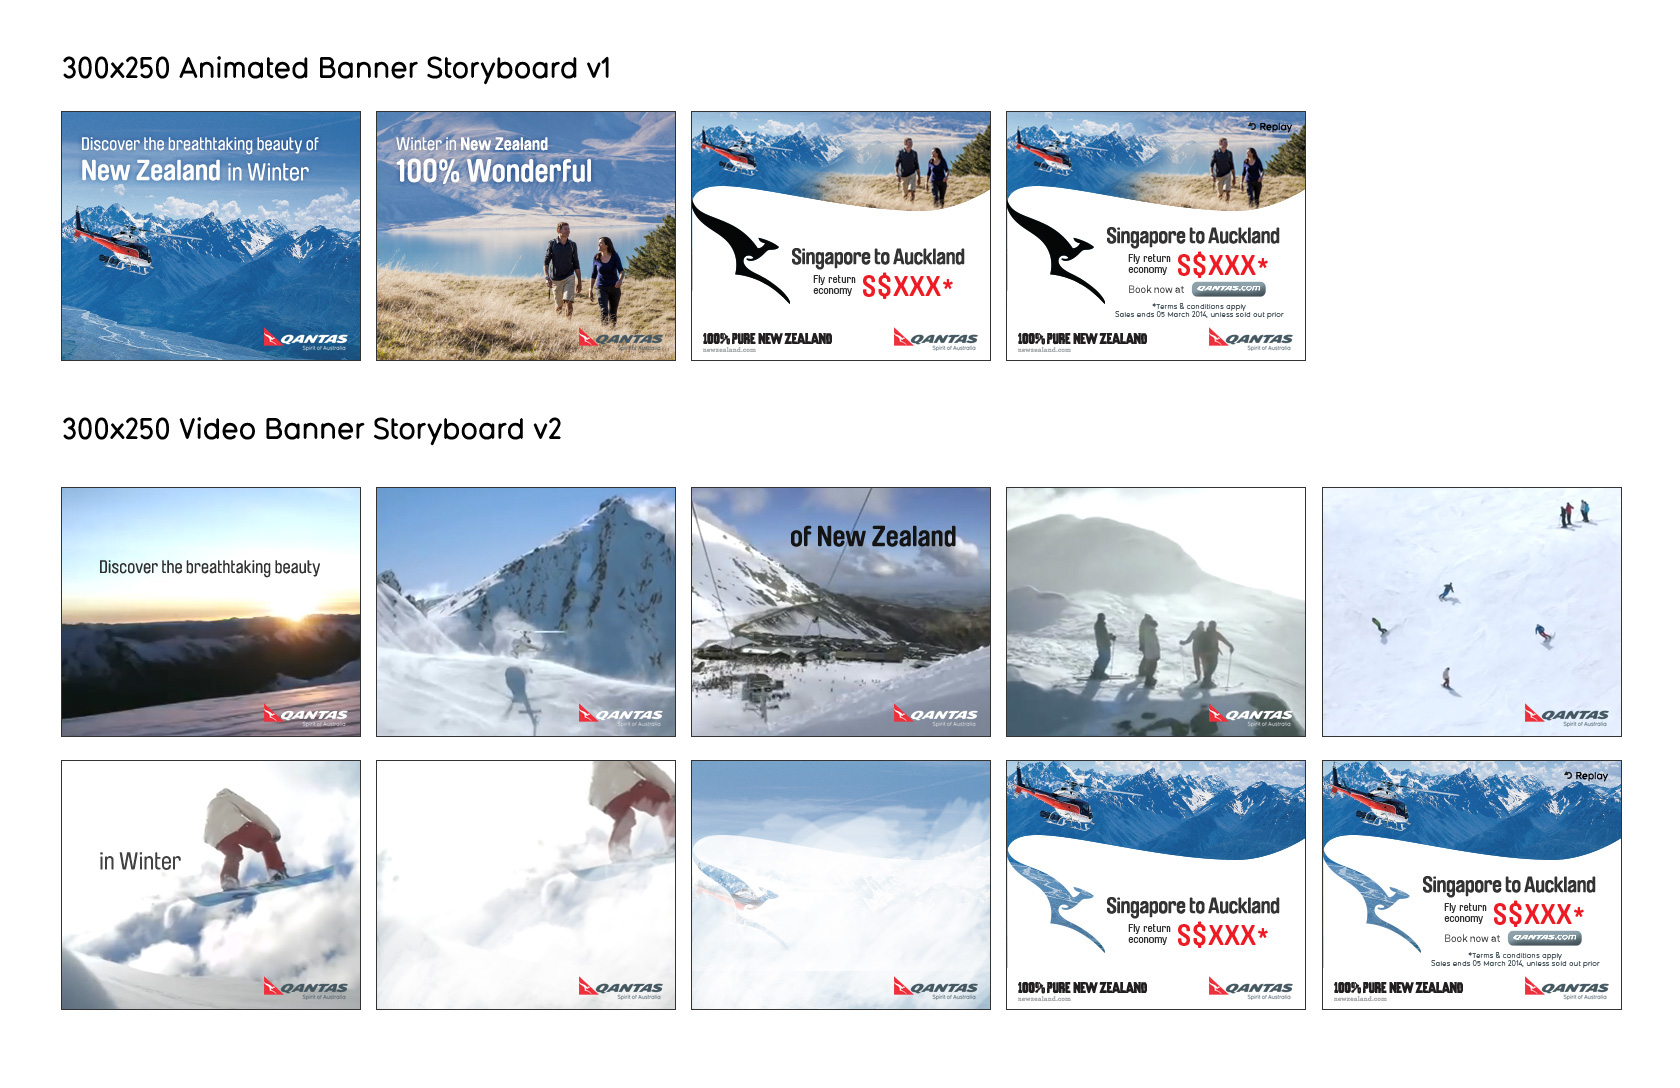 300x250 Animated Banner Storyboard v1
Discover the breathtaking beauty of
New Zealand in Winter
QANTAS
Spirit of Australia
Winter in New Zealand
100% Wonderful
QANTAS
Spirit of Australia
Singapore to Auckland
Fly return
economy
S$XXX*
100% PURE NEW ZEALAND
newzealand.com
QANTAS
Spirit of Australia
Replay
Singapore to Auckland
Fly return
economy
S$XXX*
Book now at QANTAS.com
*Terms & conditions apply
Sales ends 05 March 2014, unless sold out prior
100% PURE NEW ZEALAND
newzealand.com
QANTAS
Spirit of Australia
300x250 Video Banner Storyboard v2
Discover the breathtaking beauty
QANTAS
Spirit of Australia
QANTAS
Spirit of Australia
of New Zealand
QANTAS
Spirit of Australia
QANTAS
Spirit of Australia
QANTAS
Spirit of Australia
in Winter
QANTAS
Spirit of Australia
QANTAS
Spirit of Australia
QANTAS
Spirit of Australia
Singapore to Auckland
Fly return
economy
S$XXX*
100% PURE NEW ZEALAND
newzealand.com
QANTAS
Spirit of Australia
Replay
Singapore to Auckland
Fly return
economy
S$XXX*
Book now at QANTAS.com
*Terms & conditions apply
Sales ends 05 March 2014, unless sold out prior
100% PURE NEW ZEALAND
newzealand.com
QANTAS
Spirit of Australia